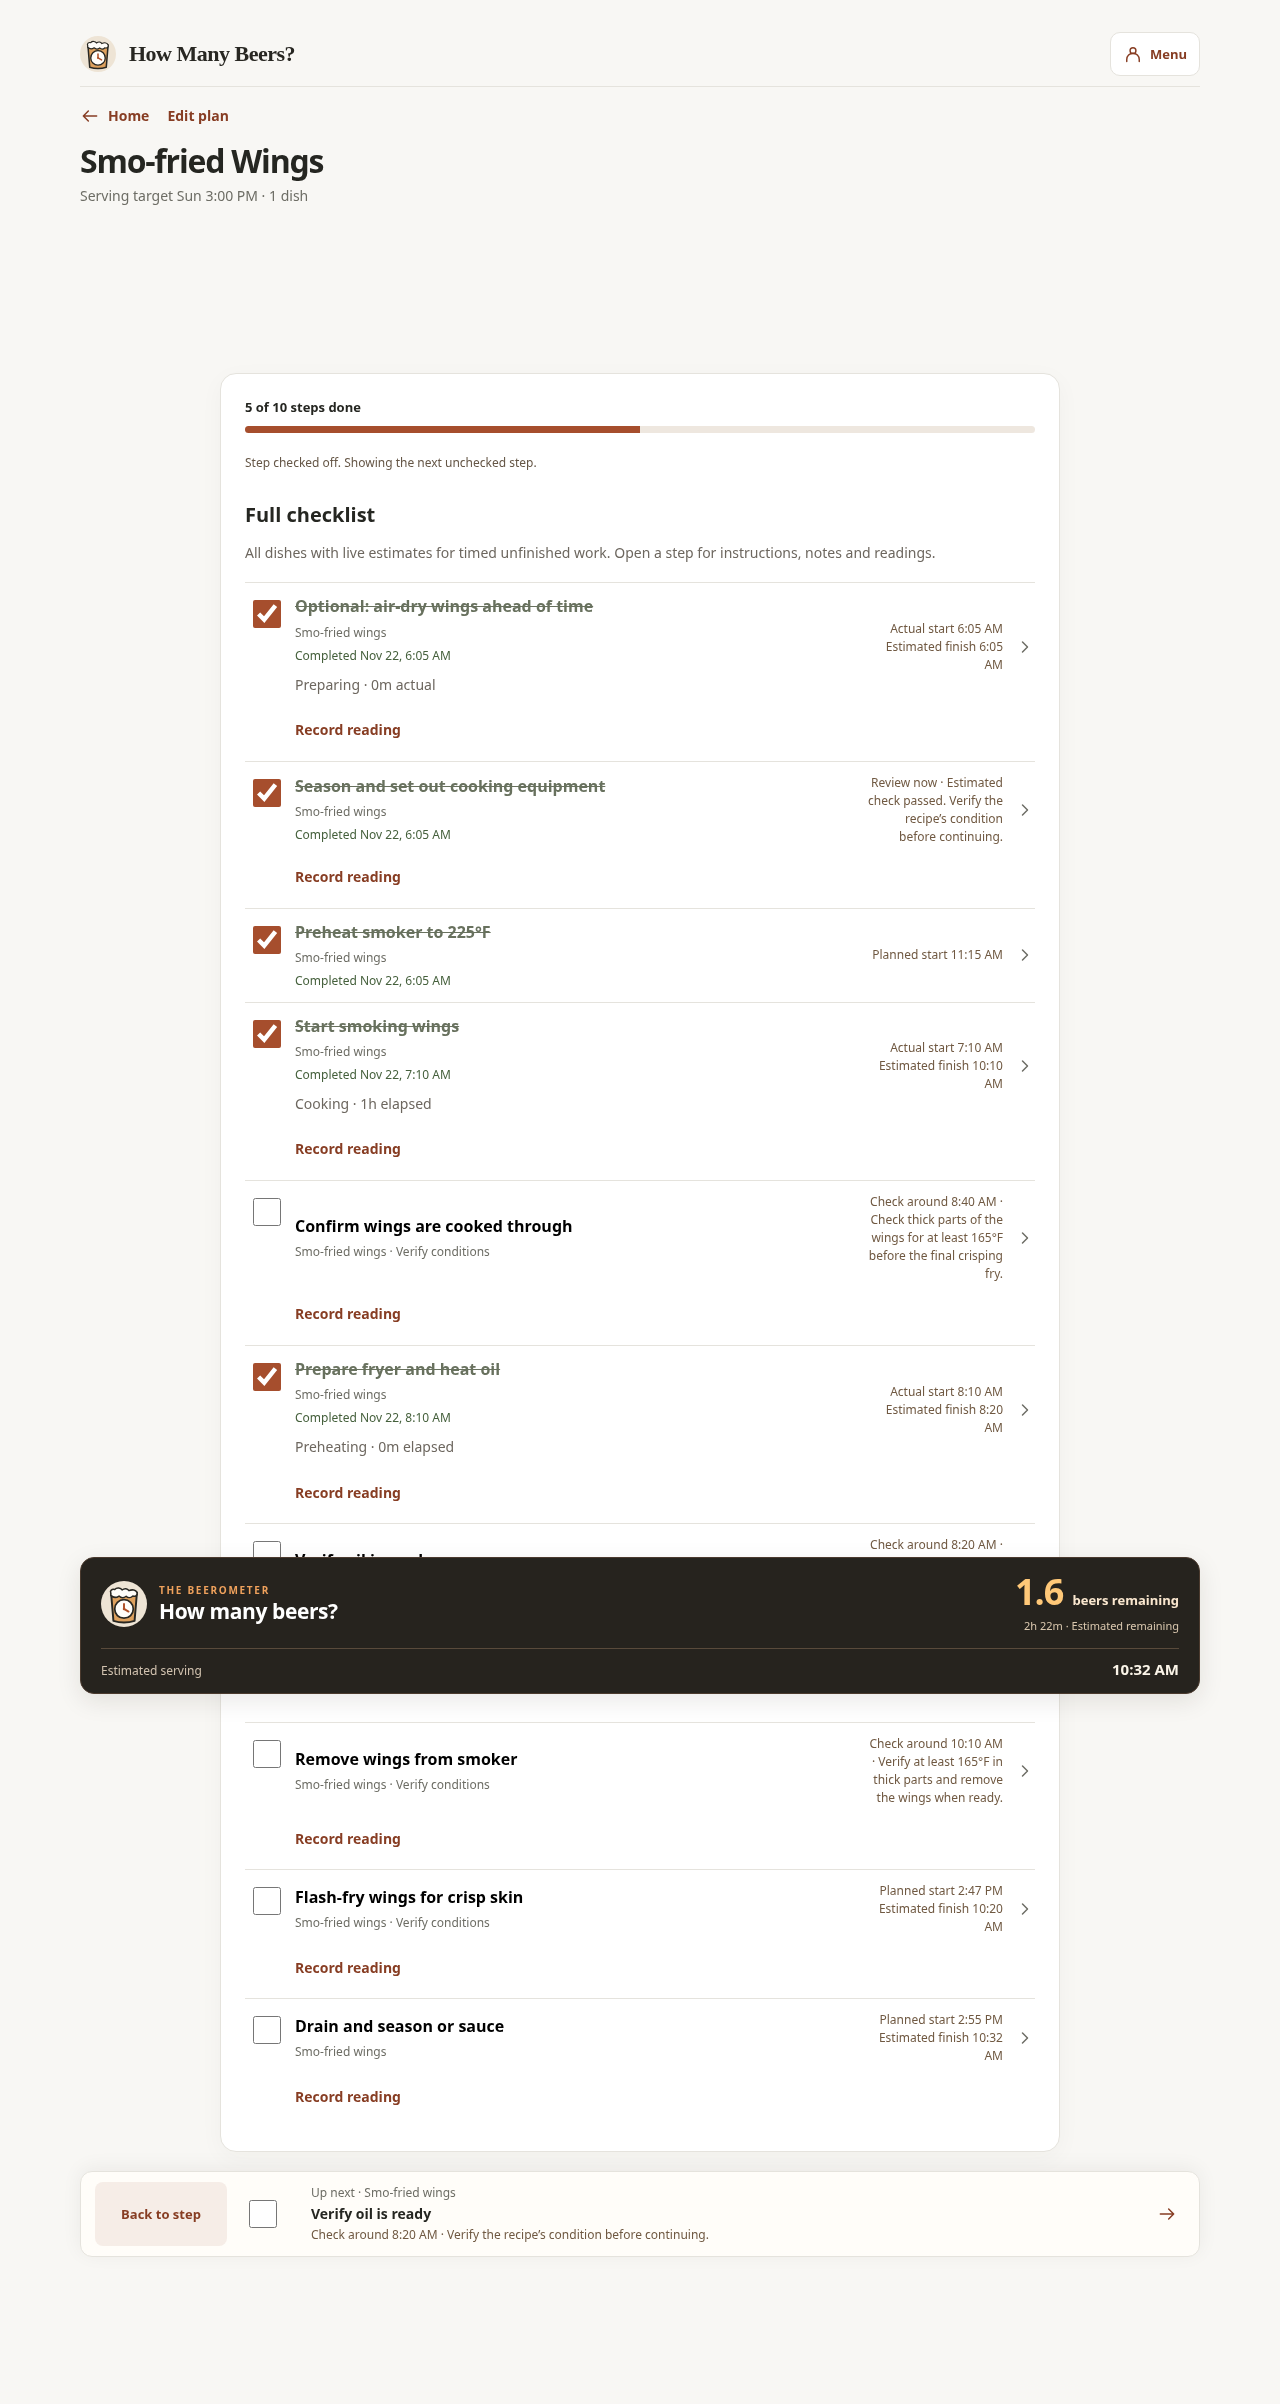 How Many Beers?
Menu
Home
Edit plan
Smo-fried Wings
Serving target Sun 3:00 PM · 1 dish
5 of 10 steps done
Step checked off. Showing the next unchecked step.
Full checklist
All dishes with live estimates for timed unfinished work. Open a step for instructions, notes and readings.
Optional: air-dry wings ahead of time
Smo-fried wings
Completed Nov 22, 6:05 AM
Preparing · 0m actual
Actual start 6:05 AM
Estimated finish 6:05
AM
Record reading
Season and set out cooking equipment
Smo-fried wings
Completed Nov 22, 6:05 AM
Review now · Estimated
check passed. Verify the
recipe’s condition
before continuing.
Record reading
Preheat smoker to 225°F
Smo-fried wings
Completed Nov 22, 6:05 AM
Planned start 11:15 AM
Start smoking wings
Smo-fried wings
Completed Nov 22, 7:10 AM
Cooking · 1h elapsed
Actual start 7:10 AM
Estimated finish 10:10
AM
Record reading
Confirm wings are cooked through
Smo-fried wings · Verify conditions
Check around 8:40 AM ·
Check thick parts of the
wings for at least 165°F
before the final crisping
fry.
Record reading
Prepare fryer and heat oil
Smo-fried wings
Completed Nov 22, 8:10 AM
Preheating · 0m elapsed
Actual start 8:10 AM
Estimated finish 8:20
AM
Record reading
Check around 8:20 AM ·
THE BEEROMETER
How many beers?
1.6 beers remaining
2h 22m · Estimated remaining
Estimated serving
10:32 AM
Remove wings from smoker
Smo-fried wings · Verify conditions
Check around 10:10 AM
· Verify at least 165°F in
thick parts and remove
the wings when ready.
Record reading
Flash-fry wings for crisp skin
Smo-fried wings · Verify conditions
Planned start 2:47 PM
Estimated finish 10:20
AM
Record reading
Drain and season or sauce
Smo-fried wings
Planned start 2:55 PM
Estimated finish 10:32
AM
Record reading
Back to step
Up next · Smo-fried wings
Verify oil is ready
Check around 8:20 AM · Verify the recipe’s condition before continuing.